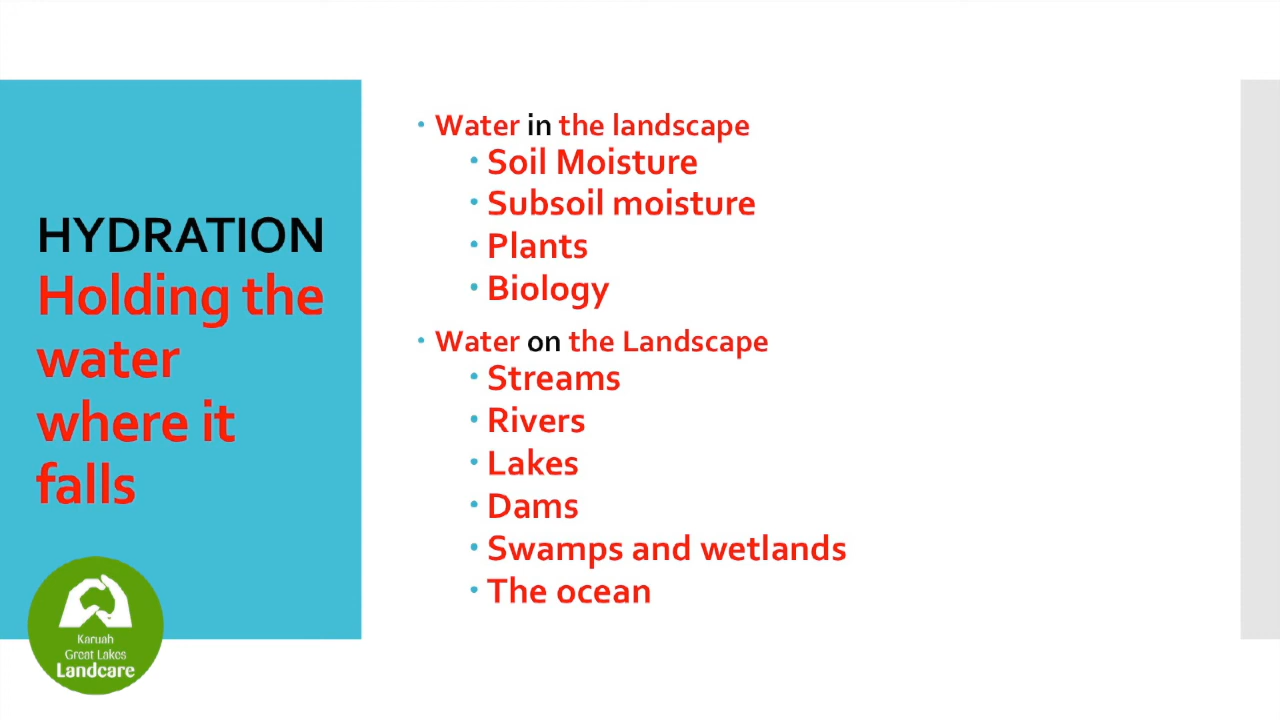 HYDRATION
Holding the
water
where it
falls
Karuah
Great Lakes
Landcare
Water in the landscape
Soil Moisture
Subsoil moisture
Plants
Biology
Water on the Landscape
Streams
Rivers
Lakes
Dams
Swamps and wetlands
The ocean